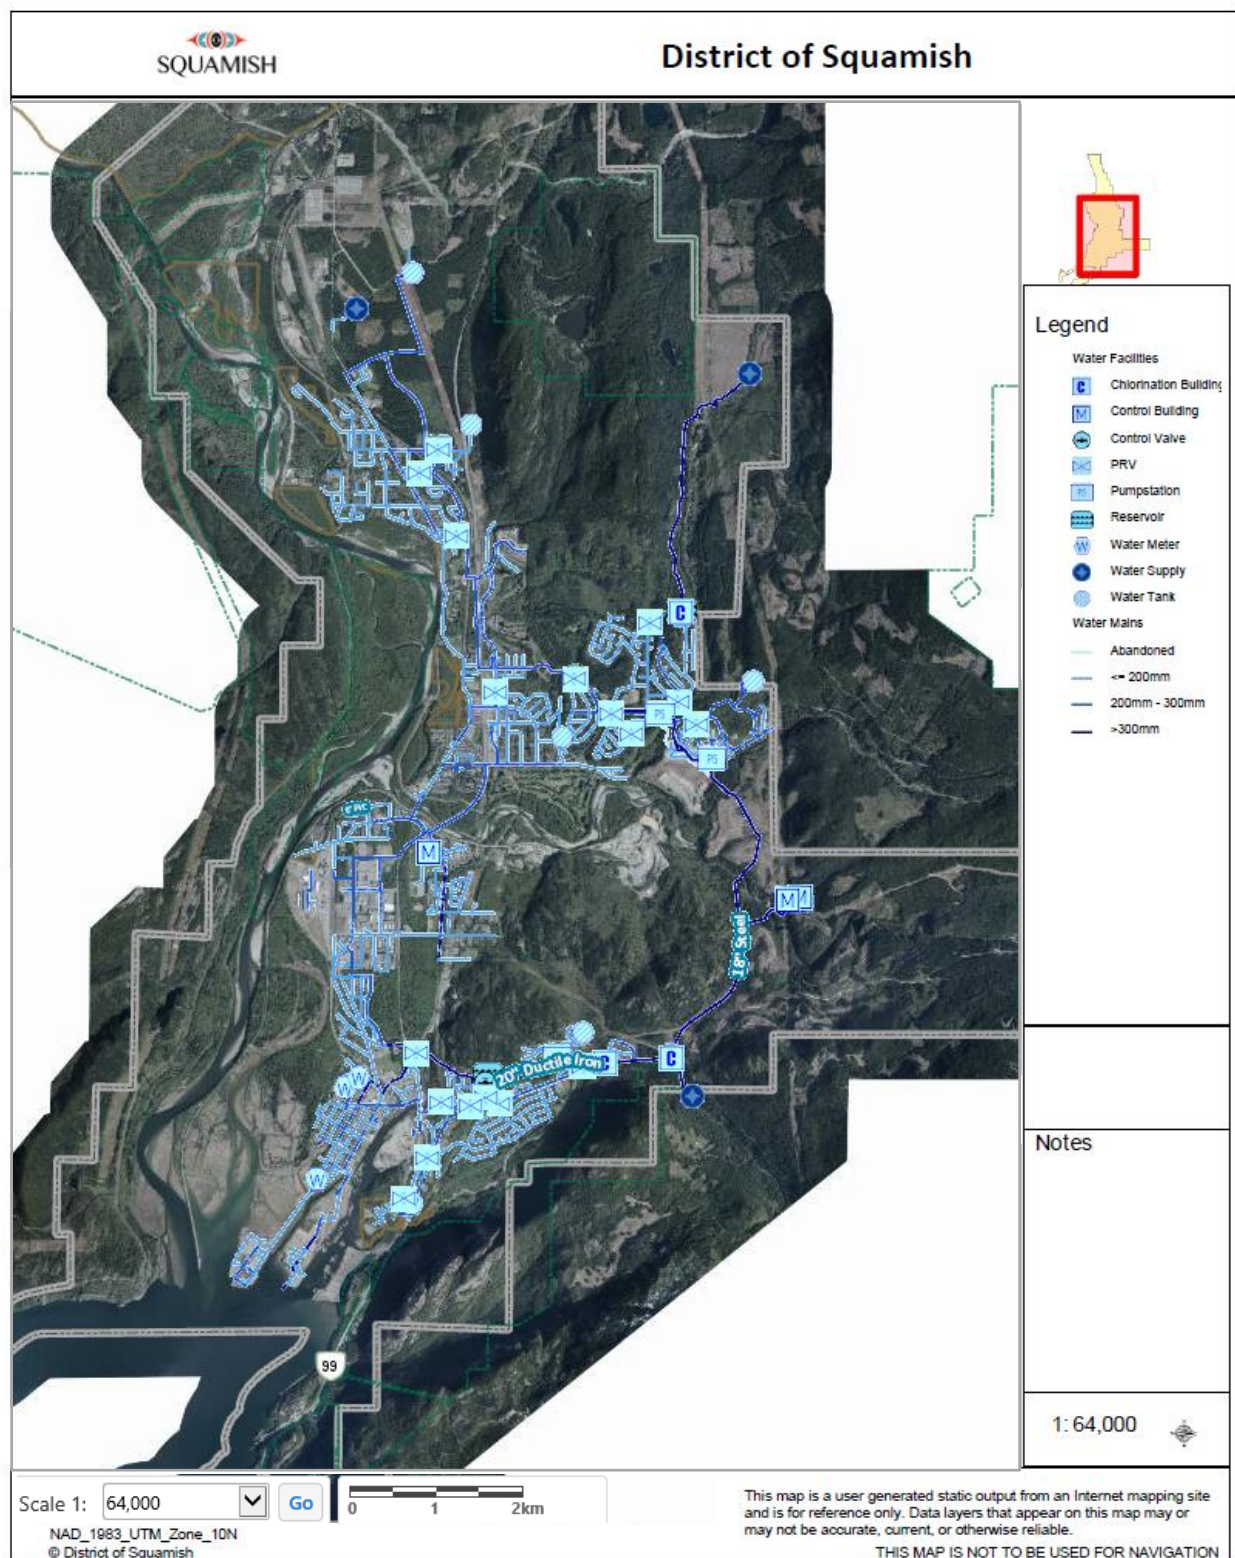 SQUAMISH
District of Squamish
Legend
Water Facilities
C Chlorination Building
M Control Building
Control Valve
PRV
PS Pumpstation
Reservoir
W Water Meter
Water Supply
Water Tank
Water Mains
Abandoned
<= 200mm
200mm - 300mm
>300mm
C
PS
PS
M
M
18" Steel
20" Ductile Iron
C
C
W
W
W
99
Notes
1: 64,000
Scale 1: 64,000 Go
0 1 2km
NAD_1983_UTM_Zone_10N
© District of Squamish
This map is a user generated static output from an Internet mapping site
and is for reference only. Data layers that appear on this map may or
may not be accurate, current, or otherwise reliable.
THIS MAP IS NOT TO BE USED FOR NAVIGATION